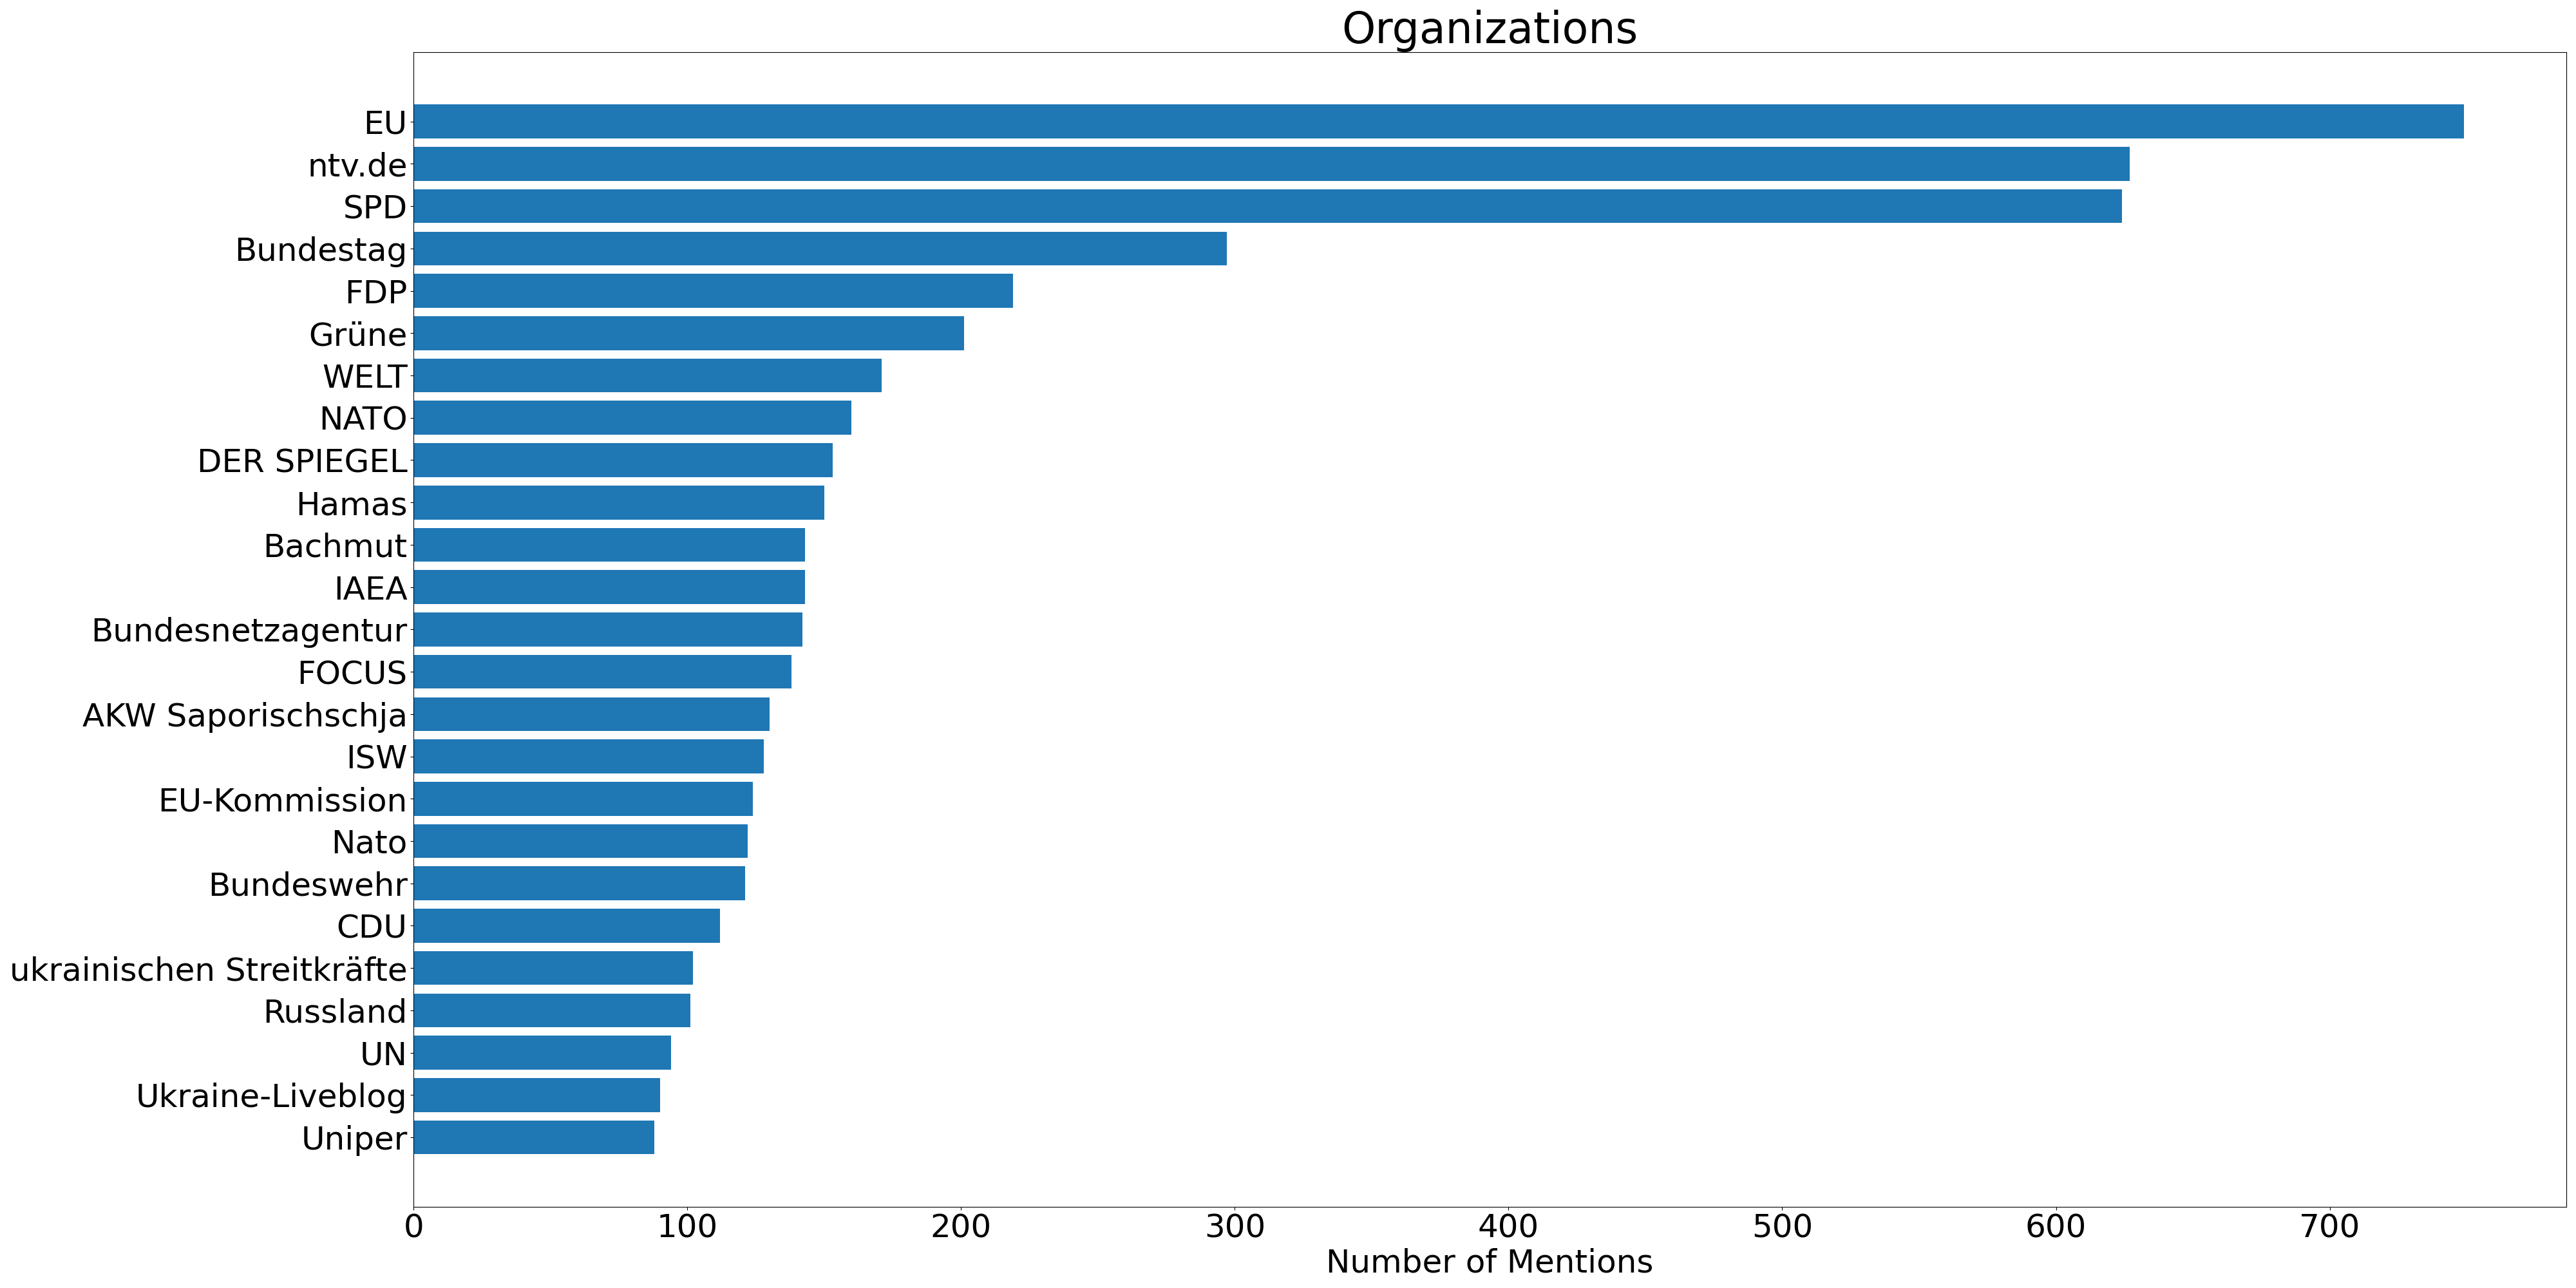 Organizations
EU
ntv.de
SPD
Bundestag
FDP
Grüne
WELT
NATO
DER SPIEGEL
Hamas
Bachmut
IAEA
Bundesnetzagentur
FOCUS
AKW Saporischschja
ISW
EU-Kommission
Nato
Bundeswehr
CDU
ukrainischen Streitkräfte
Russland
UN
Ukraine-Liveblog
Uniper
0 100 200 300 400 500 600 700
Number of Mentions